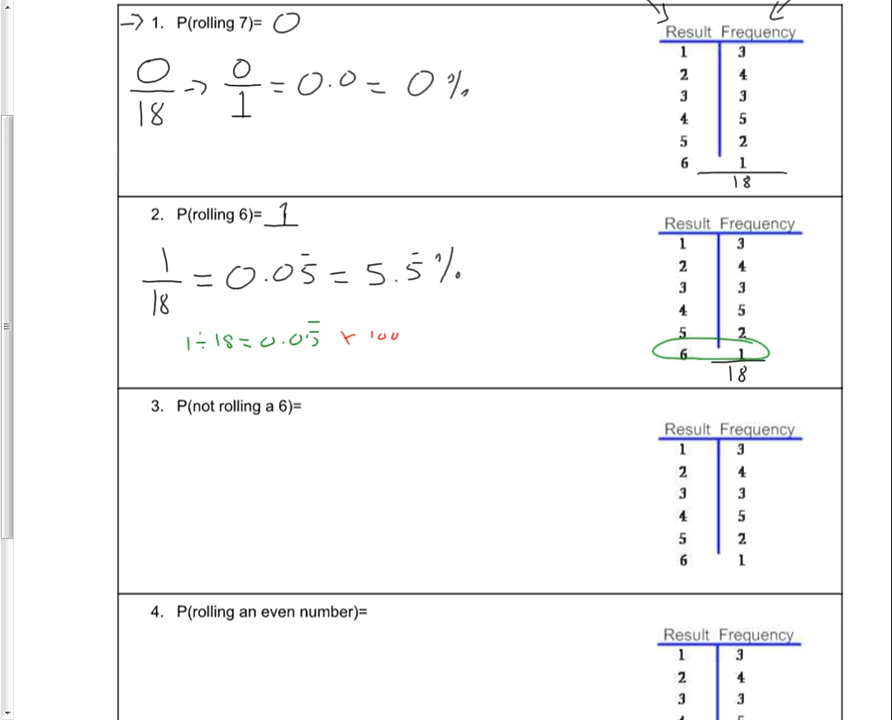 → 1. P(rolling 7)= 0
0/18 → 0/1 = 0.0 = 0%
Result Frequency
1 3
2 4
3 3
4 5
5 2
6 1
18
2. P(rolling 6)= 1
1/18 = 0.05̅ = 5.5̅%
1÷18=0.05̅ × 100
Result Frequency
1 3
2 4
3 3
4 5
5 2
6 1
18
3. P(not rolling a 6)=
Result Frequency
1 3
2 4
3 3
4 5
5 2
6 1
4. P(rolling an even number)=
Result Frequency
1 3
2 4
3 3